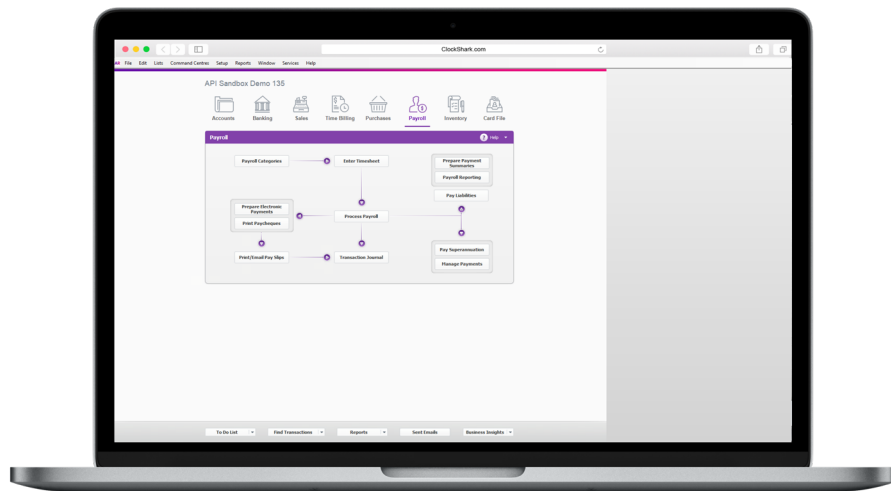 ClockShark.com
File Edit Lists Command Centres Setup Reports Window Services Help
API Sandbox Demo 135
Accounts Banking Sales Time Billing Purchases Payroll Inventory Card File
Payroll
? Help
Payroll Categories
Enter Timesheet
Prepare Payment
Summaries
Payroll Reporting
Pay Liabilities
Prepare Electronic
Payments
Print Paycheques
Process Payroll
Print/Email Pay Slips
Transaction Journal
Pay Superannuation
Manage Payments
To Do List
Find Transactions
Reports
Sent Emails
Business Insights